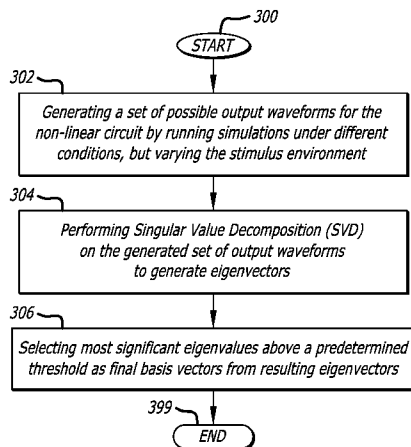 300
START
302
Generating a set of possible output waveforms for the
non-linear circuit by running simulations under different
conditions, but varying the stimulus environment
304
Performing Singular Value Decomposition (SVD)
on the generated set of output waveforms
to generate eigenvectors
306
Selecting most significant eigenvalues above a predetermined
threshold as final basis vectors from resulting eigenvectors
399
END